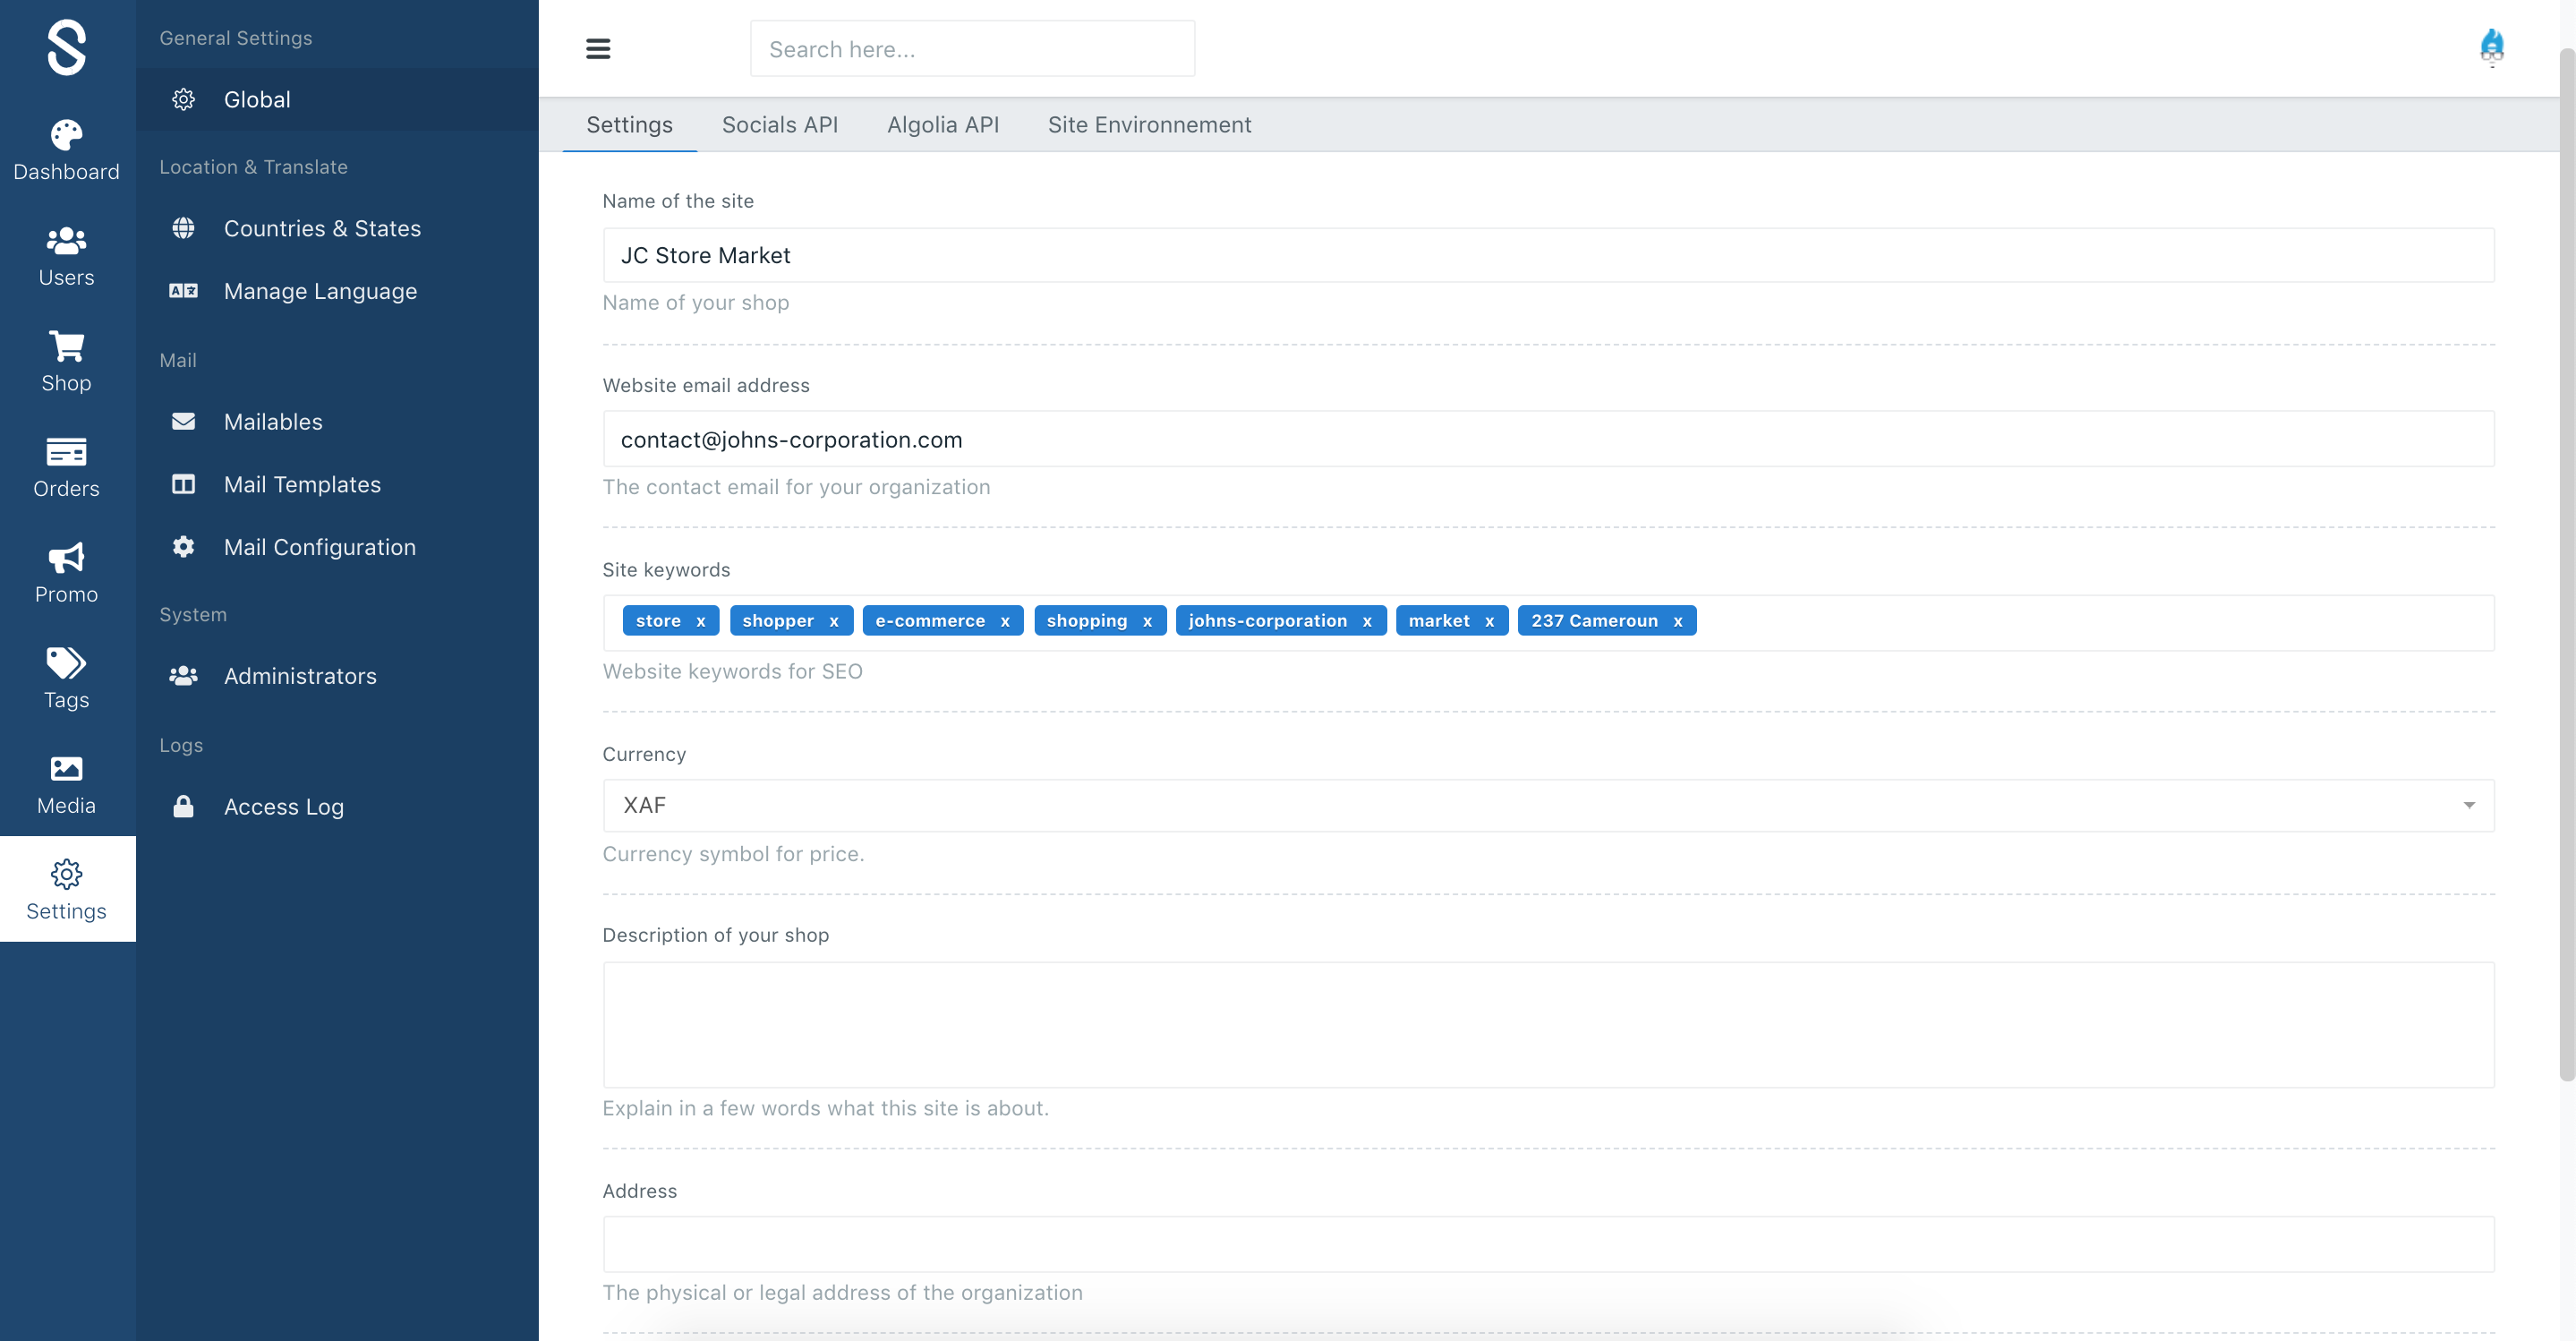 Dashboard
Users
Shop
Orders
Promo
Tags
Media
Settings
General Settings
Global
Location & Translate
Countries & States
Manage Language
Mail
Mailables
Mail Templates
Mail Configuration
System
Administrators
Logs
Access Log
Search here...
Settings Socials API Algolia API Site Environnement
Name of the site
JC Store Market
Name of your shop
Website email address
contact@johns-corporation.com
The contact email for your organization
Site keywords
store x shopper x e-commerce x shopping x johns-corporation x market x 237 Cameroun x
Website keywords for SEO
Currency
XAF
Currency symbol for price.
Description of your shop
Explain in a few words what this site is about.
Address
The physical or legal address of the organization